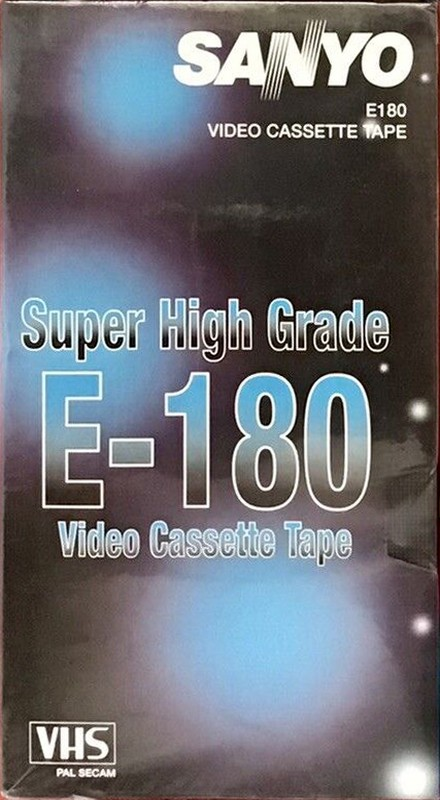 SANYO
E180
VIDEO CASSETTE TAPE
Super High Grade
E-180
Video Cassette Tape
VHS
PAL SECAM